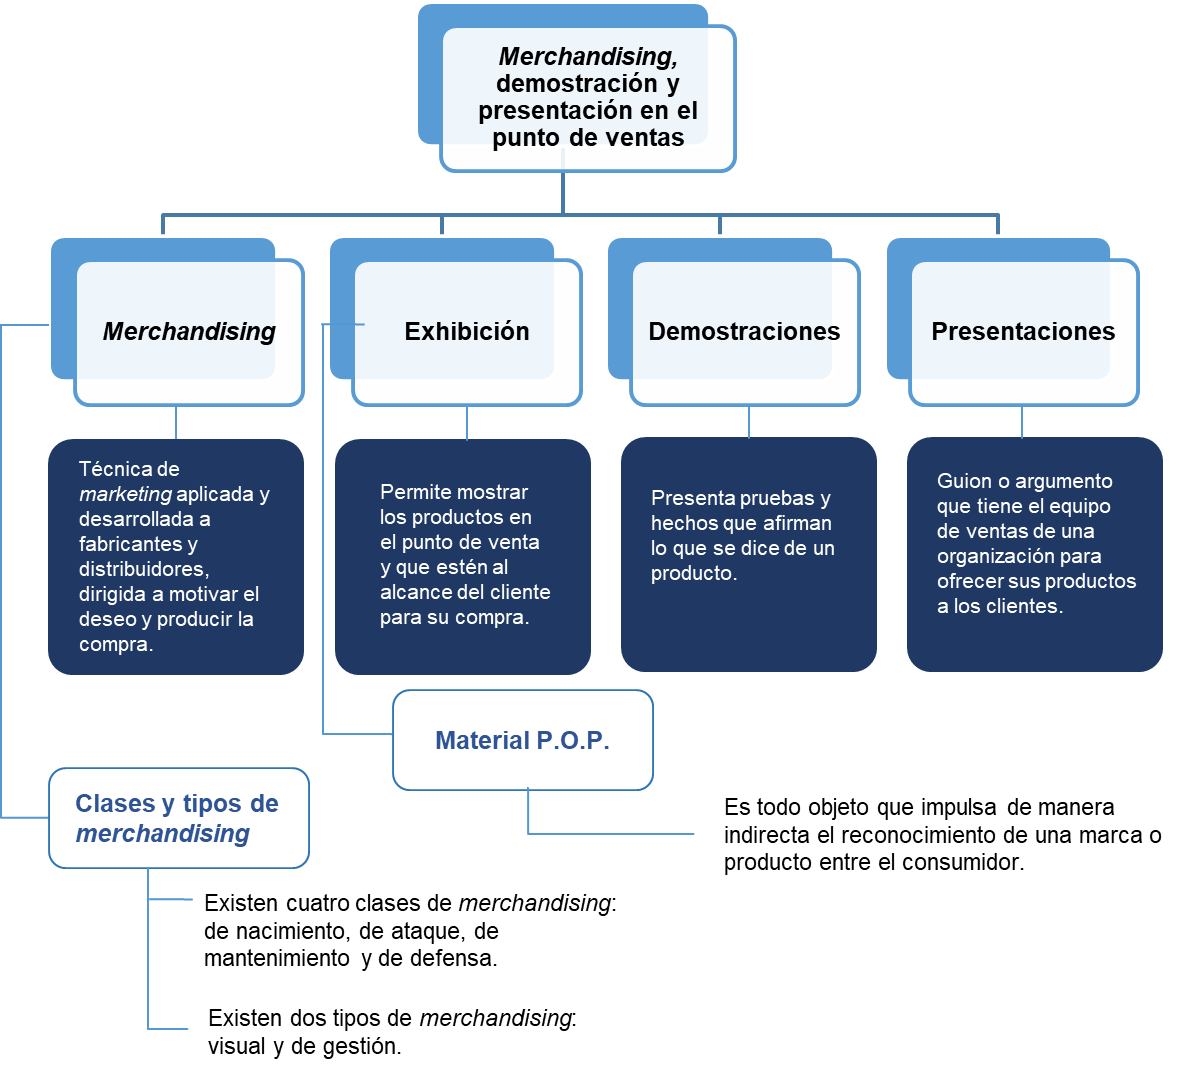 Merchandising,
demostración y
presentación en el
punto de ventas
Merchandising
Exhibición
Demostraciones
Presentaciones
Técnica de
marketing aplicada y
desarrollada a
fabricantes y
distribuidores,
dirigida a motivar el
deseo y producir la
compra.
Permite mostrar
los productos en
el punto de venta
y que estén al
alcance del cliente
para su compra.
Presenta pruebas y
hechos que afirman
lo que se dice de un
producto.
Guion o argumento
que tiene el equipo
de ventas de una
organización para
ofrecer sus productos
a los clientes.
Material P.O.P.
Es todo objeto que impulsa de manera
indirecta el reconocimiento de una marca o
producto entre el consumidor.
Clases y tipos de
merchandising
Existen cuatro clases de merchandising:
de nacimiento, de ataque, de
mantenimiento y de defensa.
Existen dos tipos de merchandising:
visual y de gestión.